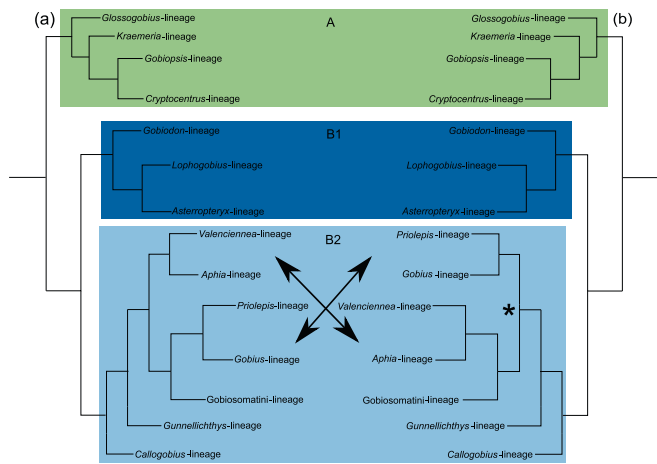 (a) A (b)
Glossogobius-lineage Glossogobius-lineage
Kraemeria-lineage Kraemeria-lineage
Gobiopsis-lineage Gobiopsis-lineage
Cryptocentrus-lineage Cryptocentrus-lineage
B1
Gobiodon-lineage Gobiodon-lineage
Lophogobius-lineage Lophogobius-lineage
Asterropteryx-lineage Asterropteryx-lineage
B2
Valenciennea-lineage Priolepis-lineage
Aphia-lineage Gobius-lineage
Priolepis-lineage Valenciennea-lineage
*
Gobius-lineage Aphia-lineage
Gobiosomatini-lineage Gobiosomatini-lineage
Gunnellichthys-lineage Gunnellichthys-lineage
Callogobius-lineage Callogobius-lineage